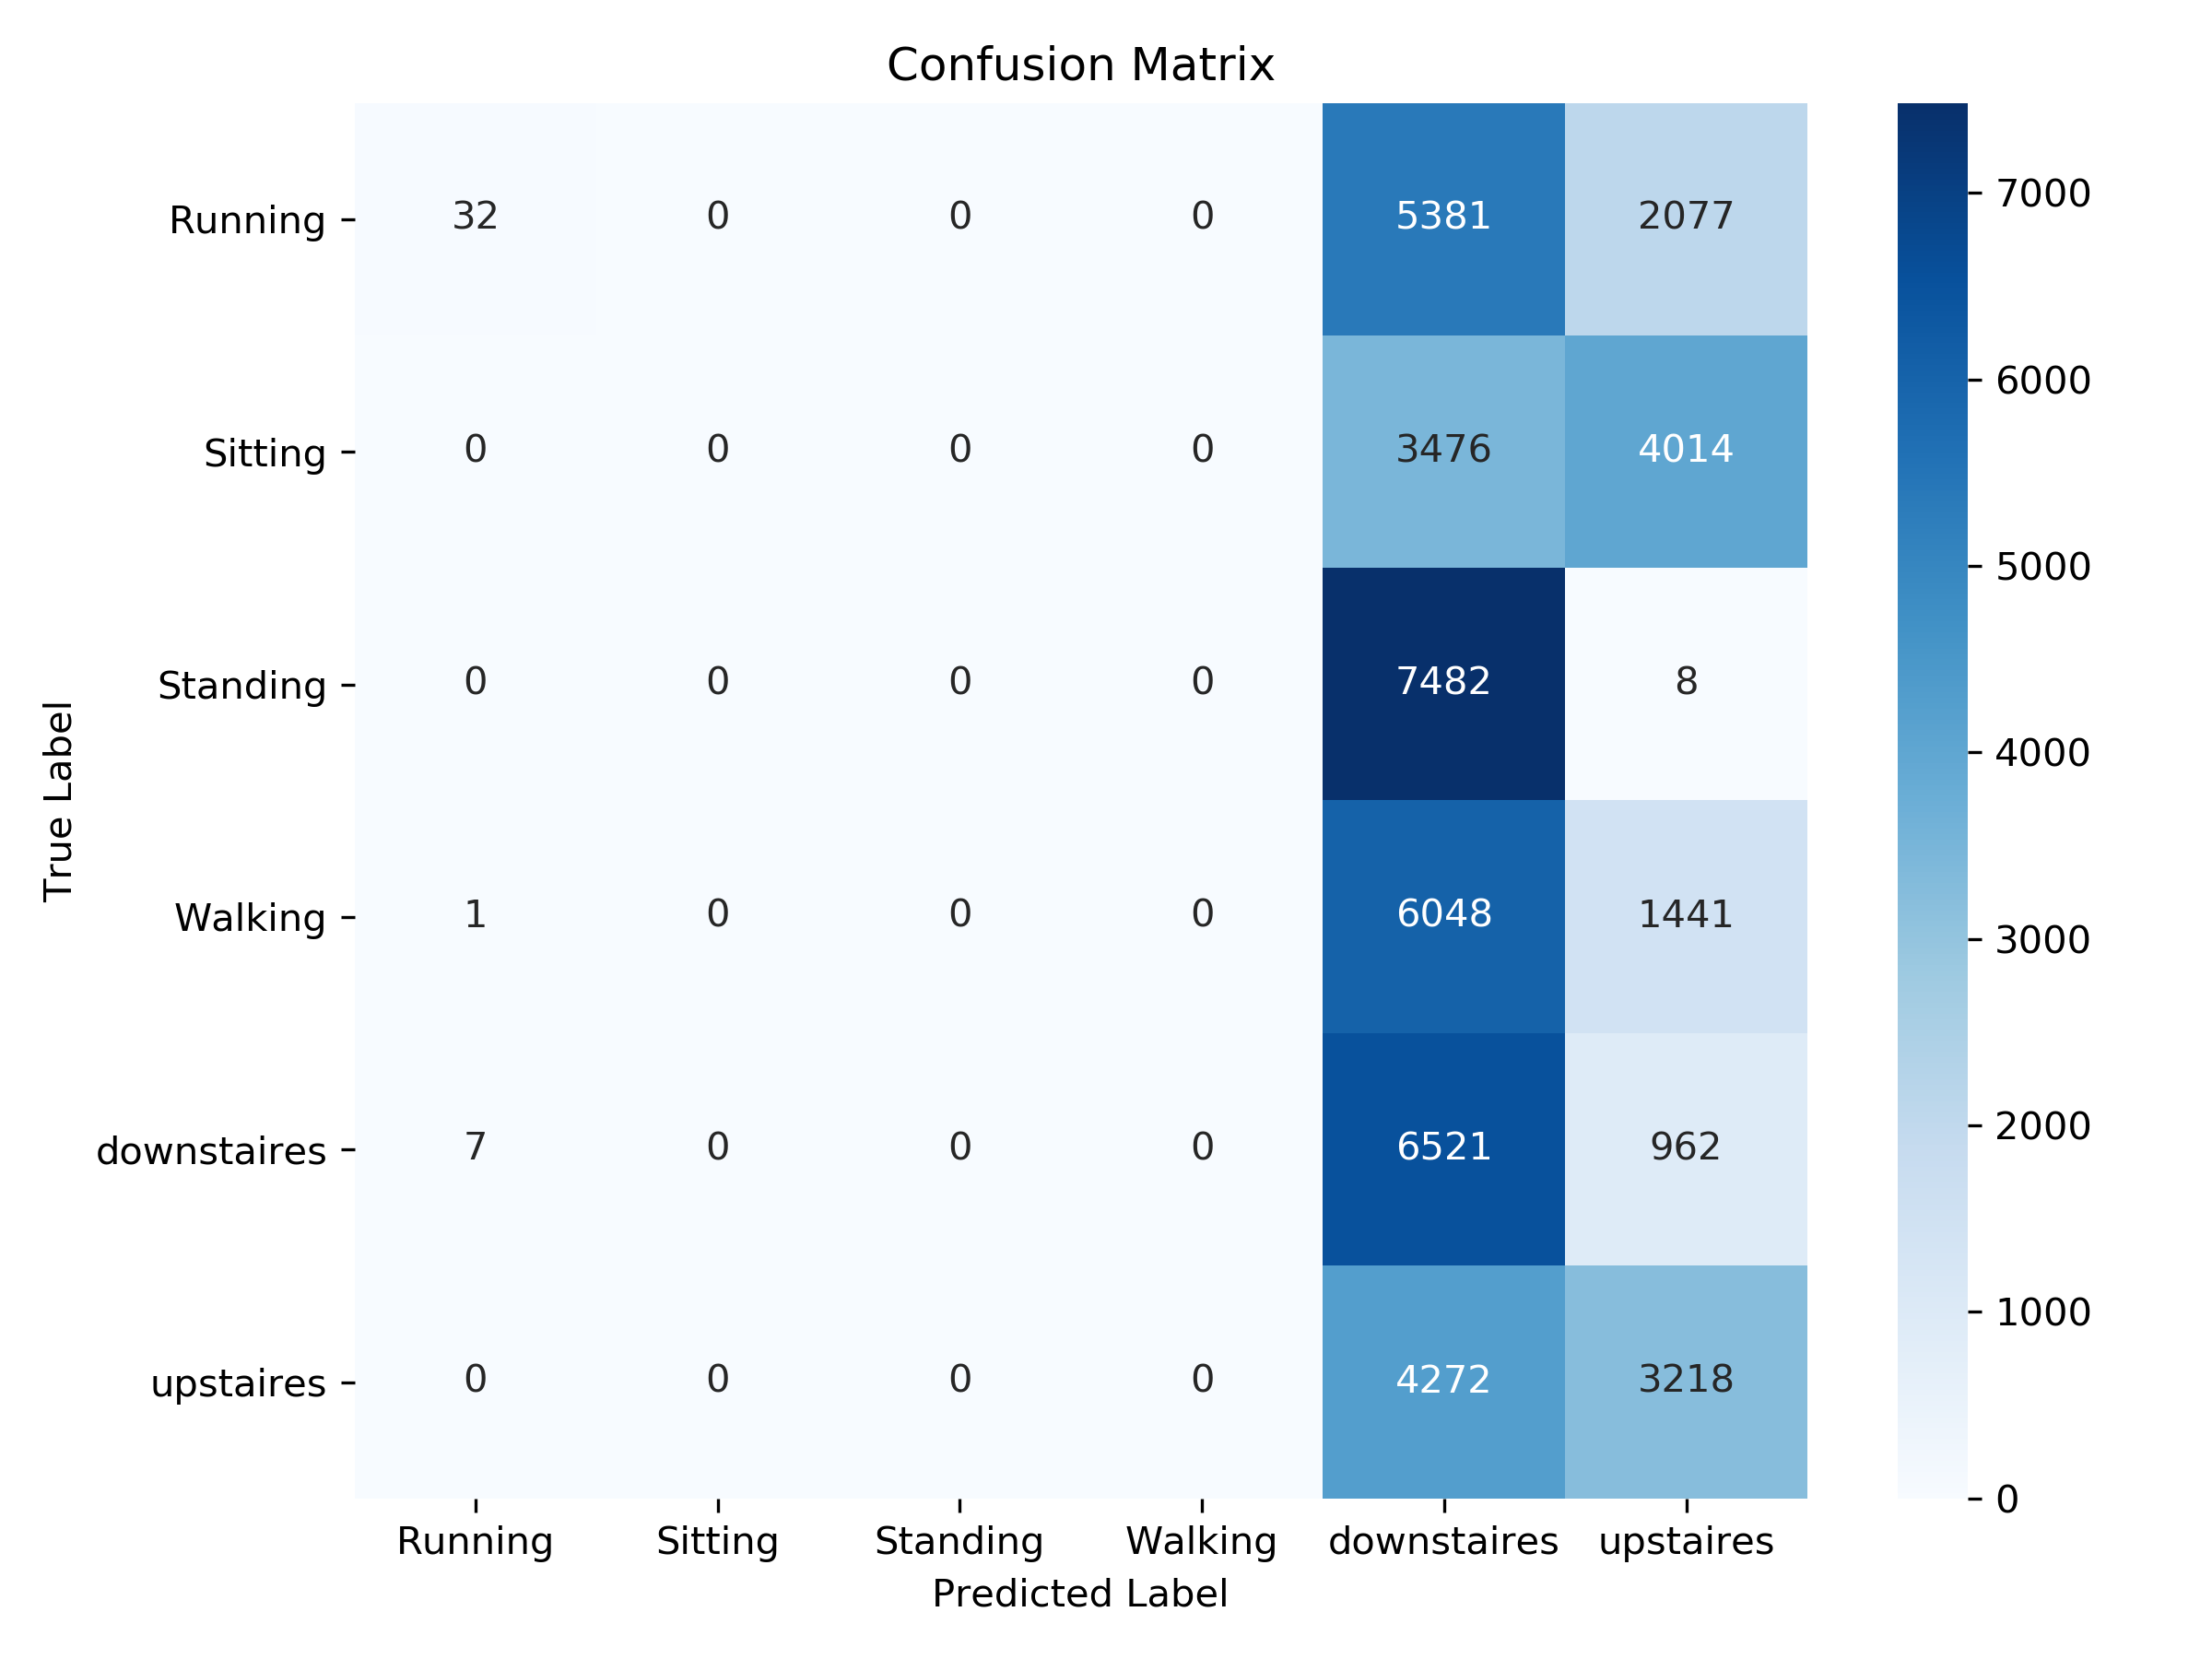 Confusion Matrix
Running 32 0 0 0 5381 2077
Sitting 0 0 0 0 3476 4014
Standing 0 0 0 0 7482 8
Walking 1 0 0 0 6048 1441
downstaires 7 0 0 0 6521 962
upstaires 0 0 0 0 4272 3218
Running Sitting Standing Walking downstaires upstaires
Predicted Label
True Label
7000
6000
5000
4000
3000
2000
1000
0